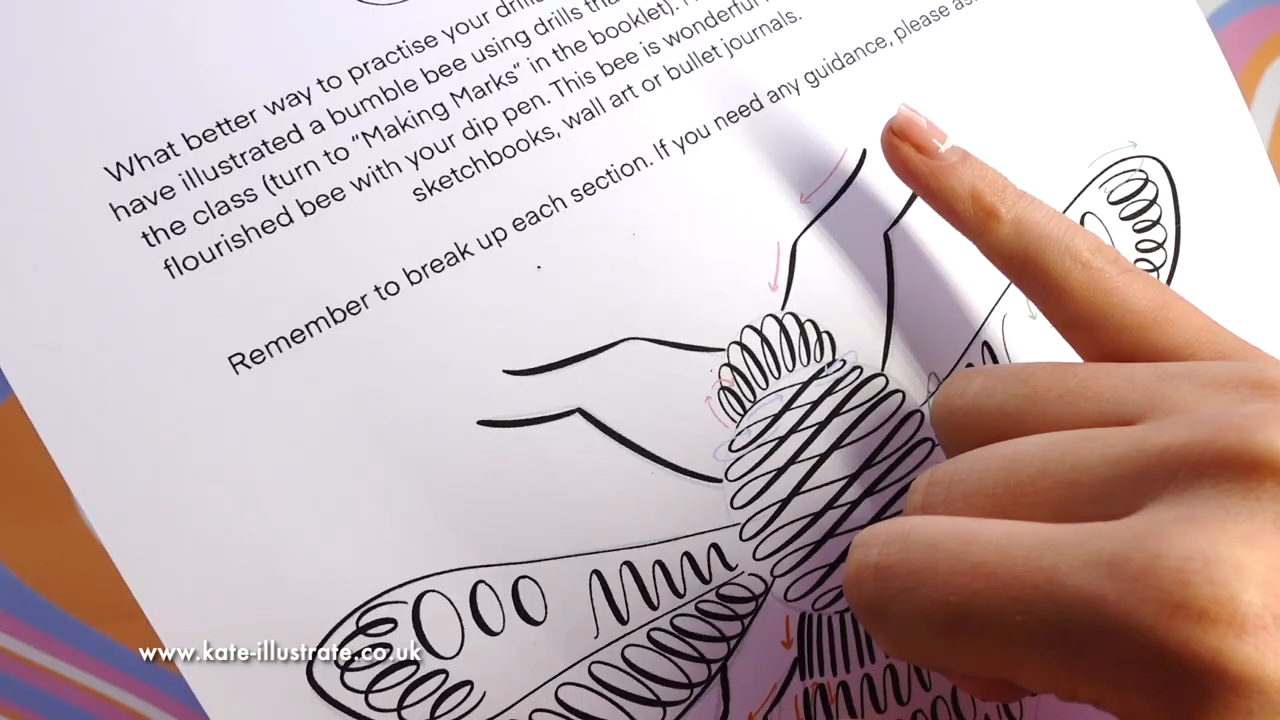 What better way to practise your drills
have illustrated a bumble bee using drills
the class (turn to "Making Marks" in the booklet).
flourished bee with your dip pen. This bee is wonderful
sketchbooks, wall art or bullet journals.
Remember to break up each section. If you need any guidance, please
www.kate-illustrate.co.uk